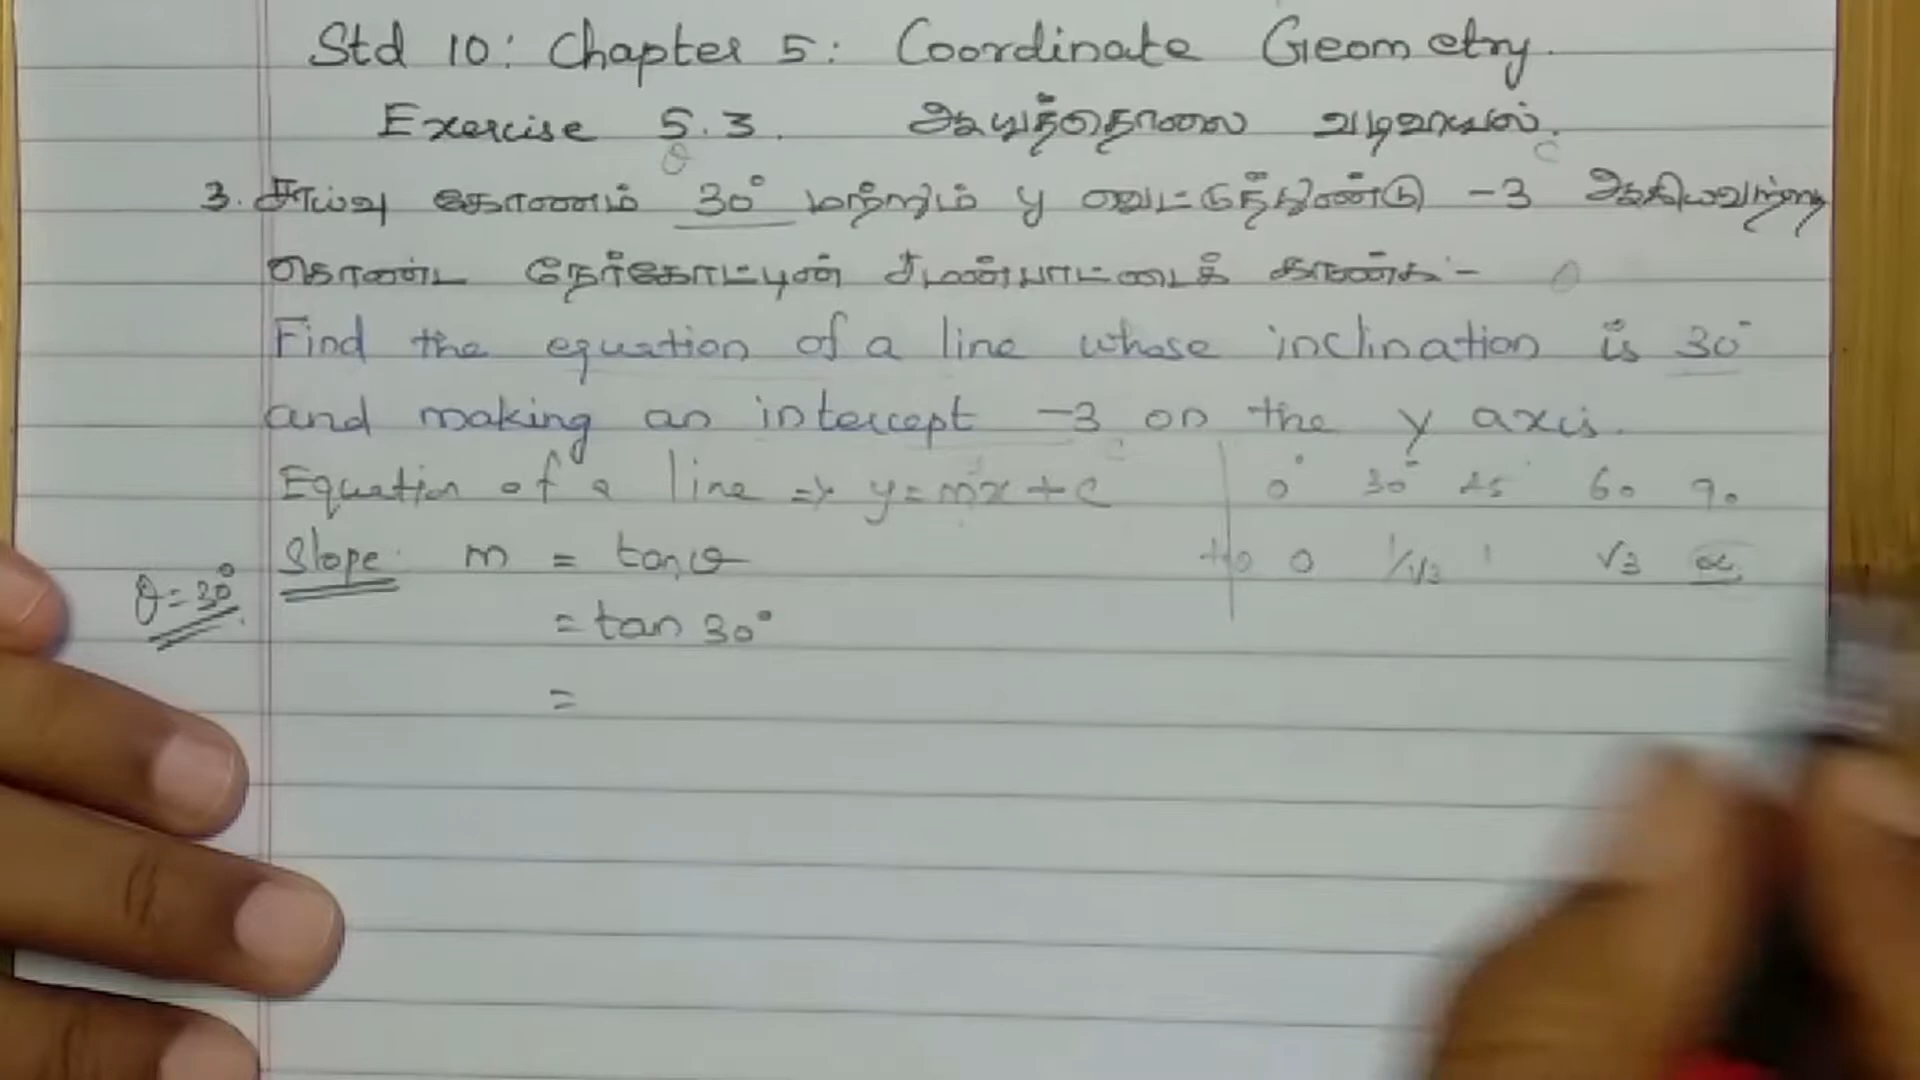 Std 10: Chapter 5: Coordinate Geometry.
Exercise 5.3. ஆயத்தொலை வடிவியல்.
θ c
3. சாய்வு கோணம் 30° மற்றும் y வெட்டுத்துண்டு -3 ஆகியவற்றை
கொண்ட நேர்கோட்டின் சமன்பாட்டைக் காண்க:-
Find the equation of a line whose inclination is 30°
and making an intercept -3 on the y axis.
Equation of a line => y=mx+c
0° 30° 45 60 90
Slope: m = tanθ
0 1/√3 1 √3 ∝
θ=30°
= tan 30°
=